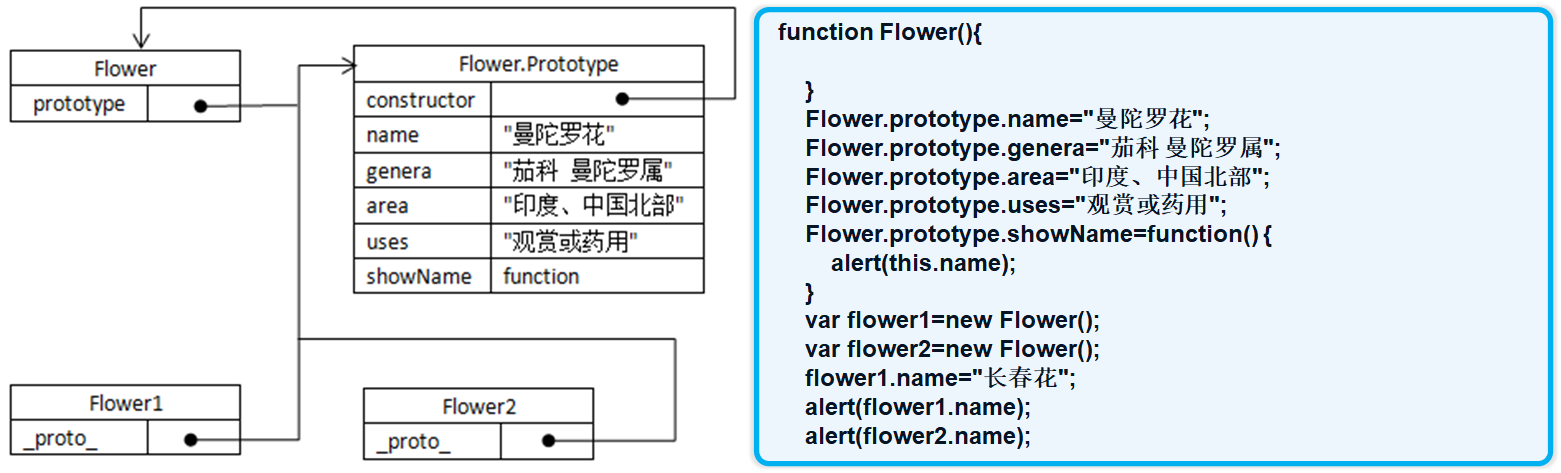 Flower
prototype
Flower.Prototype
constructor
name "曼陀罗花"
genera "茄科 曼陀罗属"
area "印度、中国北部"
uses "观赏或药用"
showName function
Flower1
_proto_
Flower2
_proto_
function Flower(){
}
Flower.prototype.name="曼陀罗花";
Flower.prototype.genera="茄科 曼陀罗属";
Flower.prototype.area="印度、中国北部";
Flower.prototype.uses="观赏或药用";
Flower.prototype.showName=function() {
alert(this.name);
}
var flower1=new Flower();
var flower2=new Flower();
flower1.name="长春花";
alert(flower1.name);
alert(flower2.name);